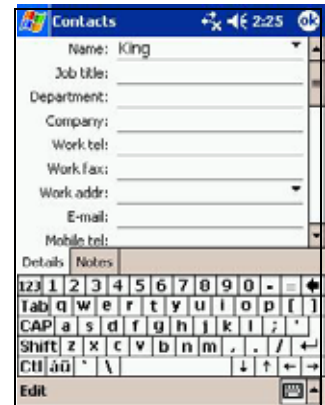 Contacts 2:25 ok
Name: King
Job title:
Department:
Company:
Work tel:
Work fax:
Work addr:
E-mail:
Mobile tel:
Details Notes
123 1 2 3 4 5 6 7 8 9 0 - =
Tab q w e r t y u i o p [ ]
CAP a s d f g h j k l ; '
Shift z x c v b n m , . /
Ctl áü ` \
Edit